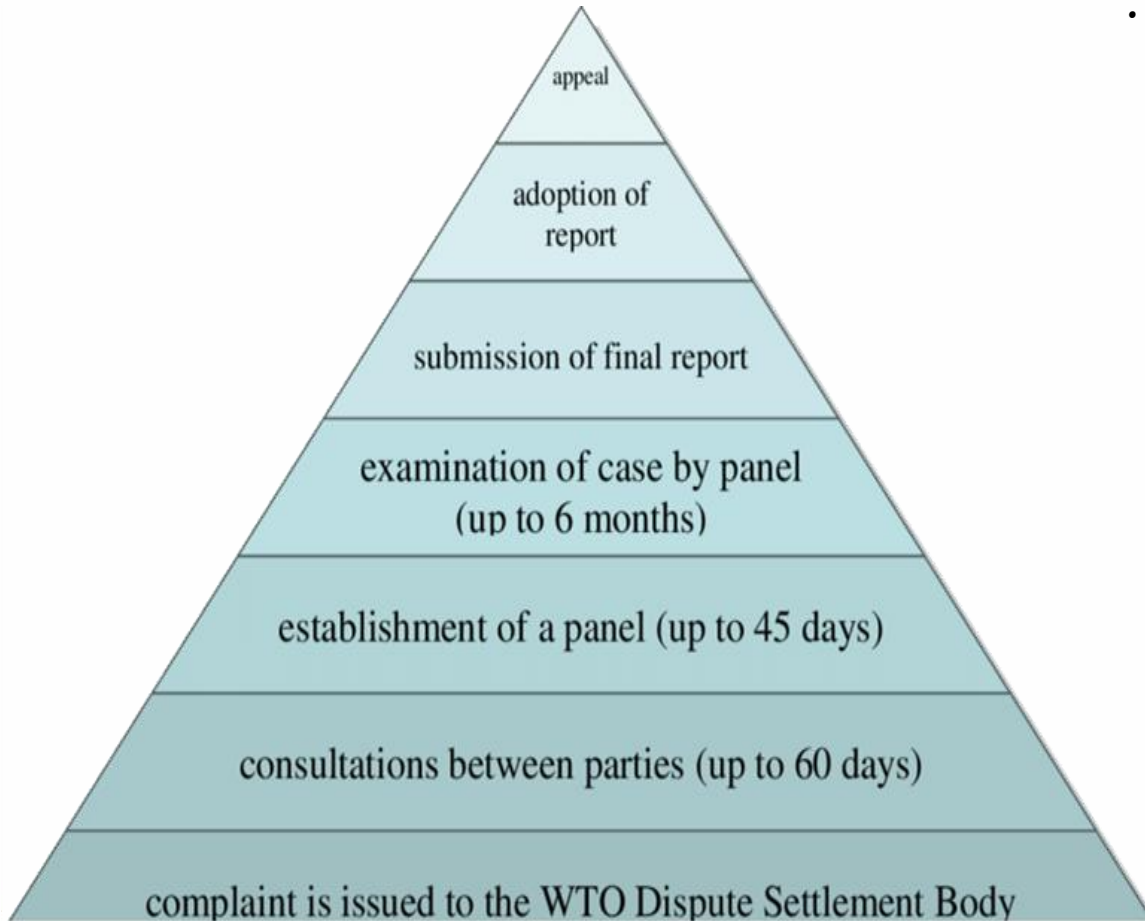 appeal
adoption of
report
submission of final report
examination of case by panel
(up to 6 months)
establishment of a panel (up to 45 days)
consultations between parties (up to 60 days)
complaint is issued to the WTO Dispute Settlement Body